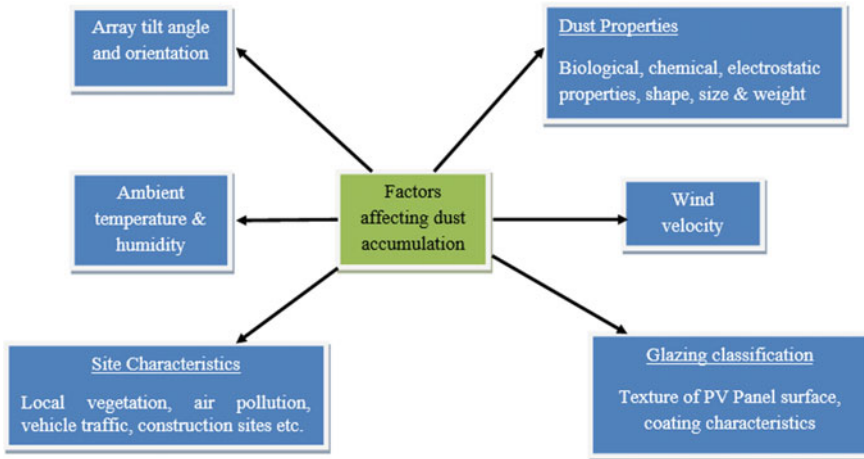 Array tilt angle
and orientation
Dust Properties
Biological, chemical, electrostatic
properties, shape, size & weight
Ambient
temperature &
humidity
Factors
affecting dust
accumulation
Wind
velocity
Site Characteristics
Local vegetation, air pollution,
vehicle traffic, construction sites etc.
Glazing classification
Texture of PV Panel surface,
coating characteristics